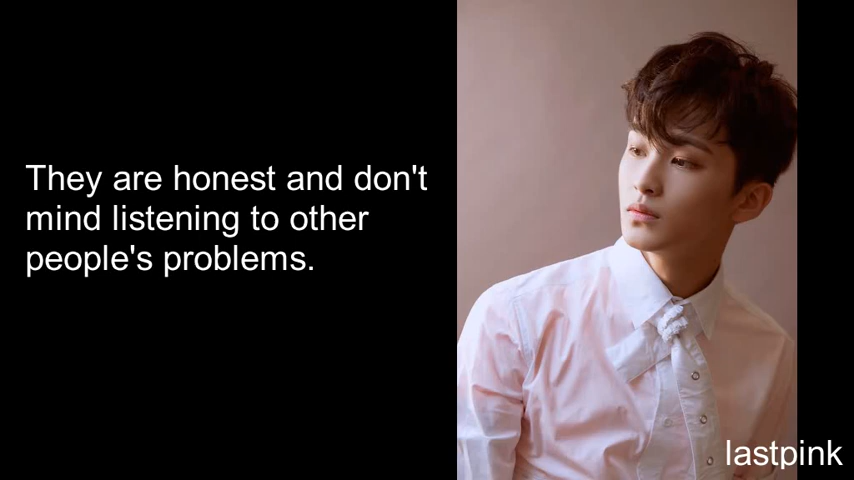 They are honest and don't
mind listening to other
people's problems.
lastpink